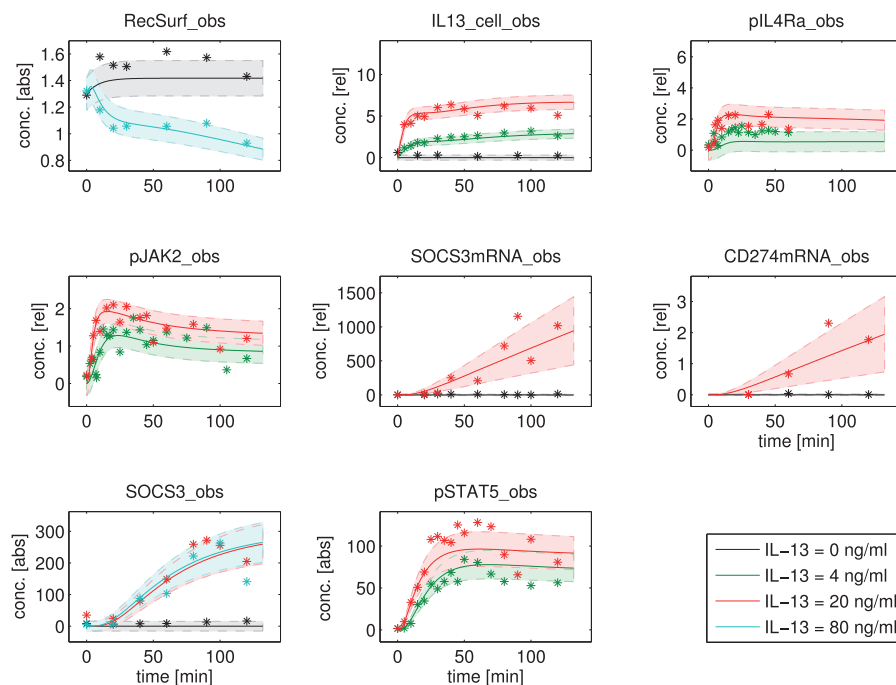 RecSurf_obs
IL13_cell_obs
pIL4Ra_obs
conc. [abs]
1.6
1.4
1.2
1
0.8
0 50 100
conc. [rel]
10
5
0
0 50 100
conc. [rel]
6
4
2
0
0 50 100
pJAK2_obs
SOCS3mRNA_obs
CD274mRNA_obs
conc. [rel]
2
1
0
0 50 100
conc. [rel]
1500
1000
500
0
0 50 100
conc. [rel]
3
2
1
0
0 50 100
time [min]
SOCS3_obs
pSTAT5_obs
conc. [abs]
300
200
100
0
0 50 100
time [min]
conc. [abs]
100
50
0
0 50 100
time [min]
IL−13 = 0 ng/ml
IL−13 = 4 ng/ml
IL−13 = 20 ng/ml
IL−13 = 80 ng/ml